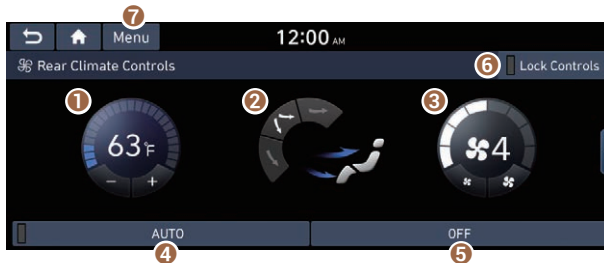 7
Menu
12:00 AM
Rear Climate Controls
6
Lock Controls
1
2
3
63°F
4
− +
AUTO
OFF
4
5